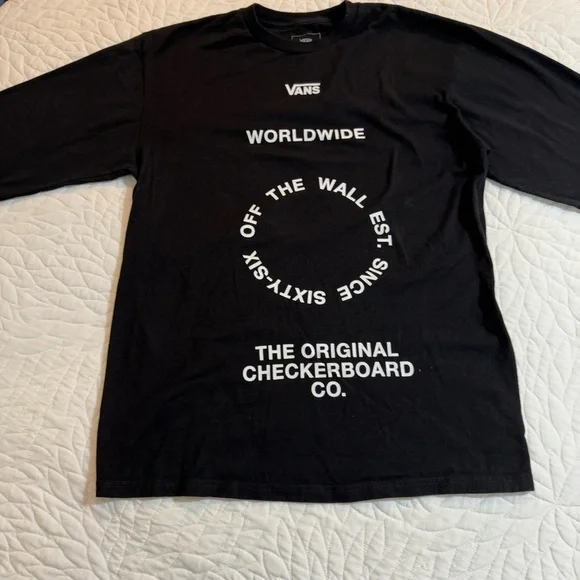 VANS
WORLDWIDE
OFF THE WALL EST. SINCE SIXTY-SIX
THE ORIGINAL
CHECKERBOARD
CO.